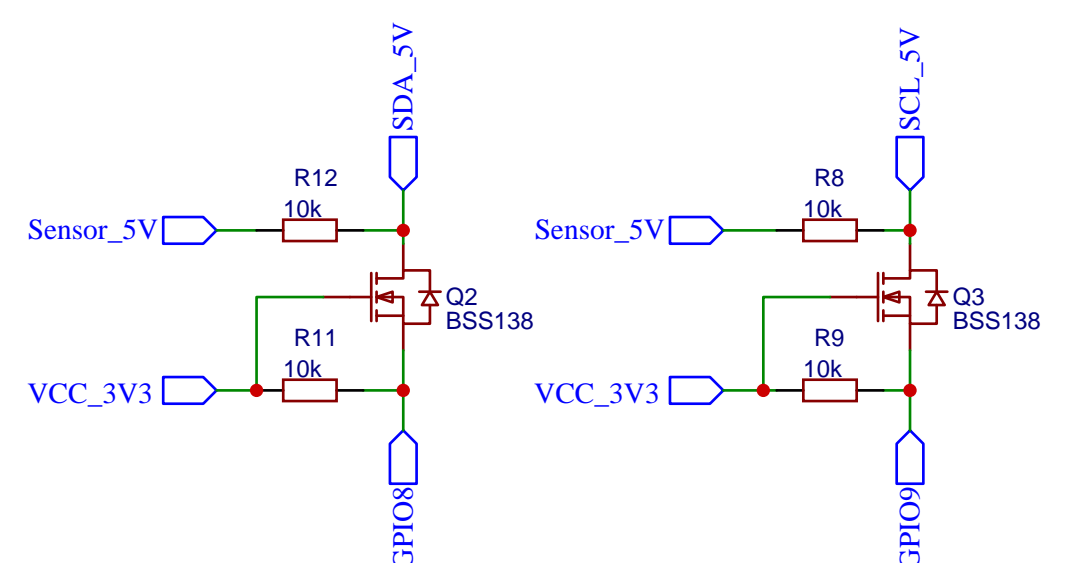 SDA_5V
R12
10k
Sensor_5V
Q2
BSS138
R11
10k
VCC_3V3
GPIO8
SCL_5V
R8
10k
Sensor_5V
Q3
BSS138
R9
10k
VCC_3V3
GPIO9